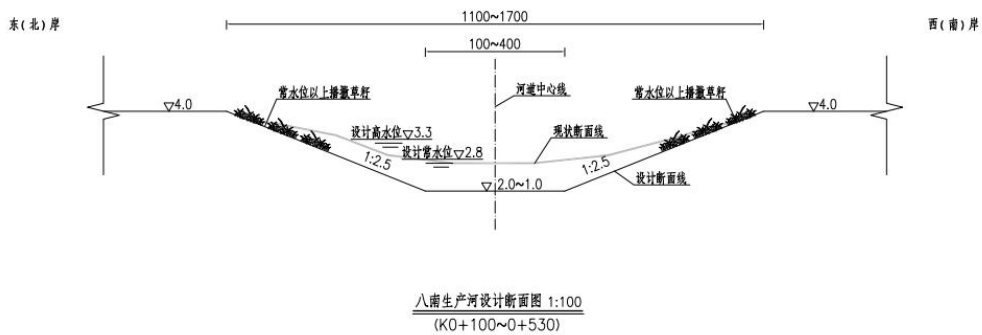 1100~1700
东(北)岸
西(南)岸
100~400
常水位以上播撒草籽
河道中心线
常水位以上播撒草籽
▽4.0
▽4.0
设计高水位▽3.3
现状断面线
设计常水位▽2.8
1:2.5
1:2.5
设计断面线
▽2.0~1.0
八南生产河设计断面图 1:100
(K0+100~0+530)